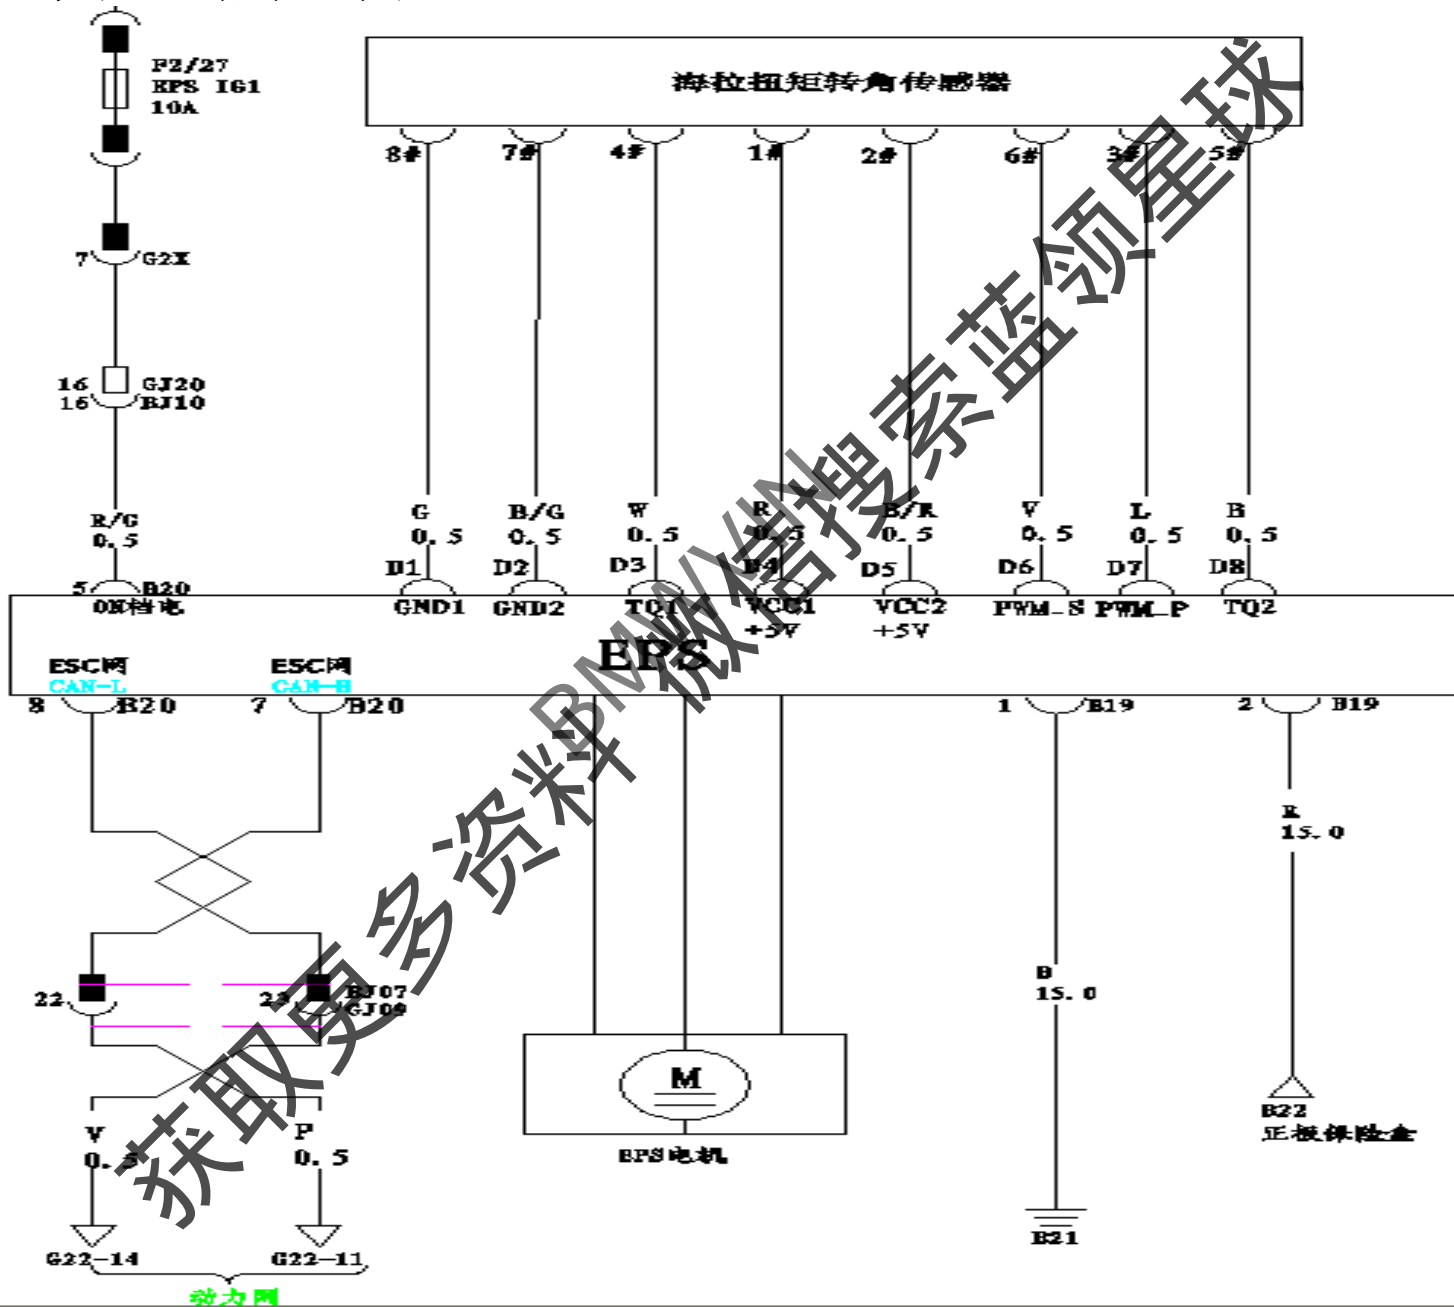 F2/27
EPS IG1
10A
海拉扭矩转角传感器
8# 7# 4# 1# 2# 6# 3# 5#
7 G2X
16 GJ20
16 BJ10
R/G
0.5
G
0.5
B/G
0.5
W
0.5
R
0.5
B/R
0.5
V
0.5
L
0.5
B
0.5
5 B20
D1 D2 D3 D4 D5 D6 D7 D8
ON档电
GND1 GND2 TQ1 VCC1 VCC2 PWM_S PWM_P TQ2
+5V +5V
EPS
ESC网 ESC网
CAN-L CAN-H
8 B20 7 B20 1 B19 2 B19
R
15.0
B
15.0
22 23 BJ07
GJ09
M
EPS电机
V
0.5
P
0.5
B22
正极保险盒
B21
G22-14 G22-11
动力网
BMWVIN
获取更多资料 微信搜索蓝领星球